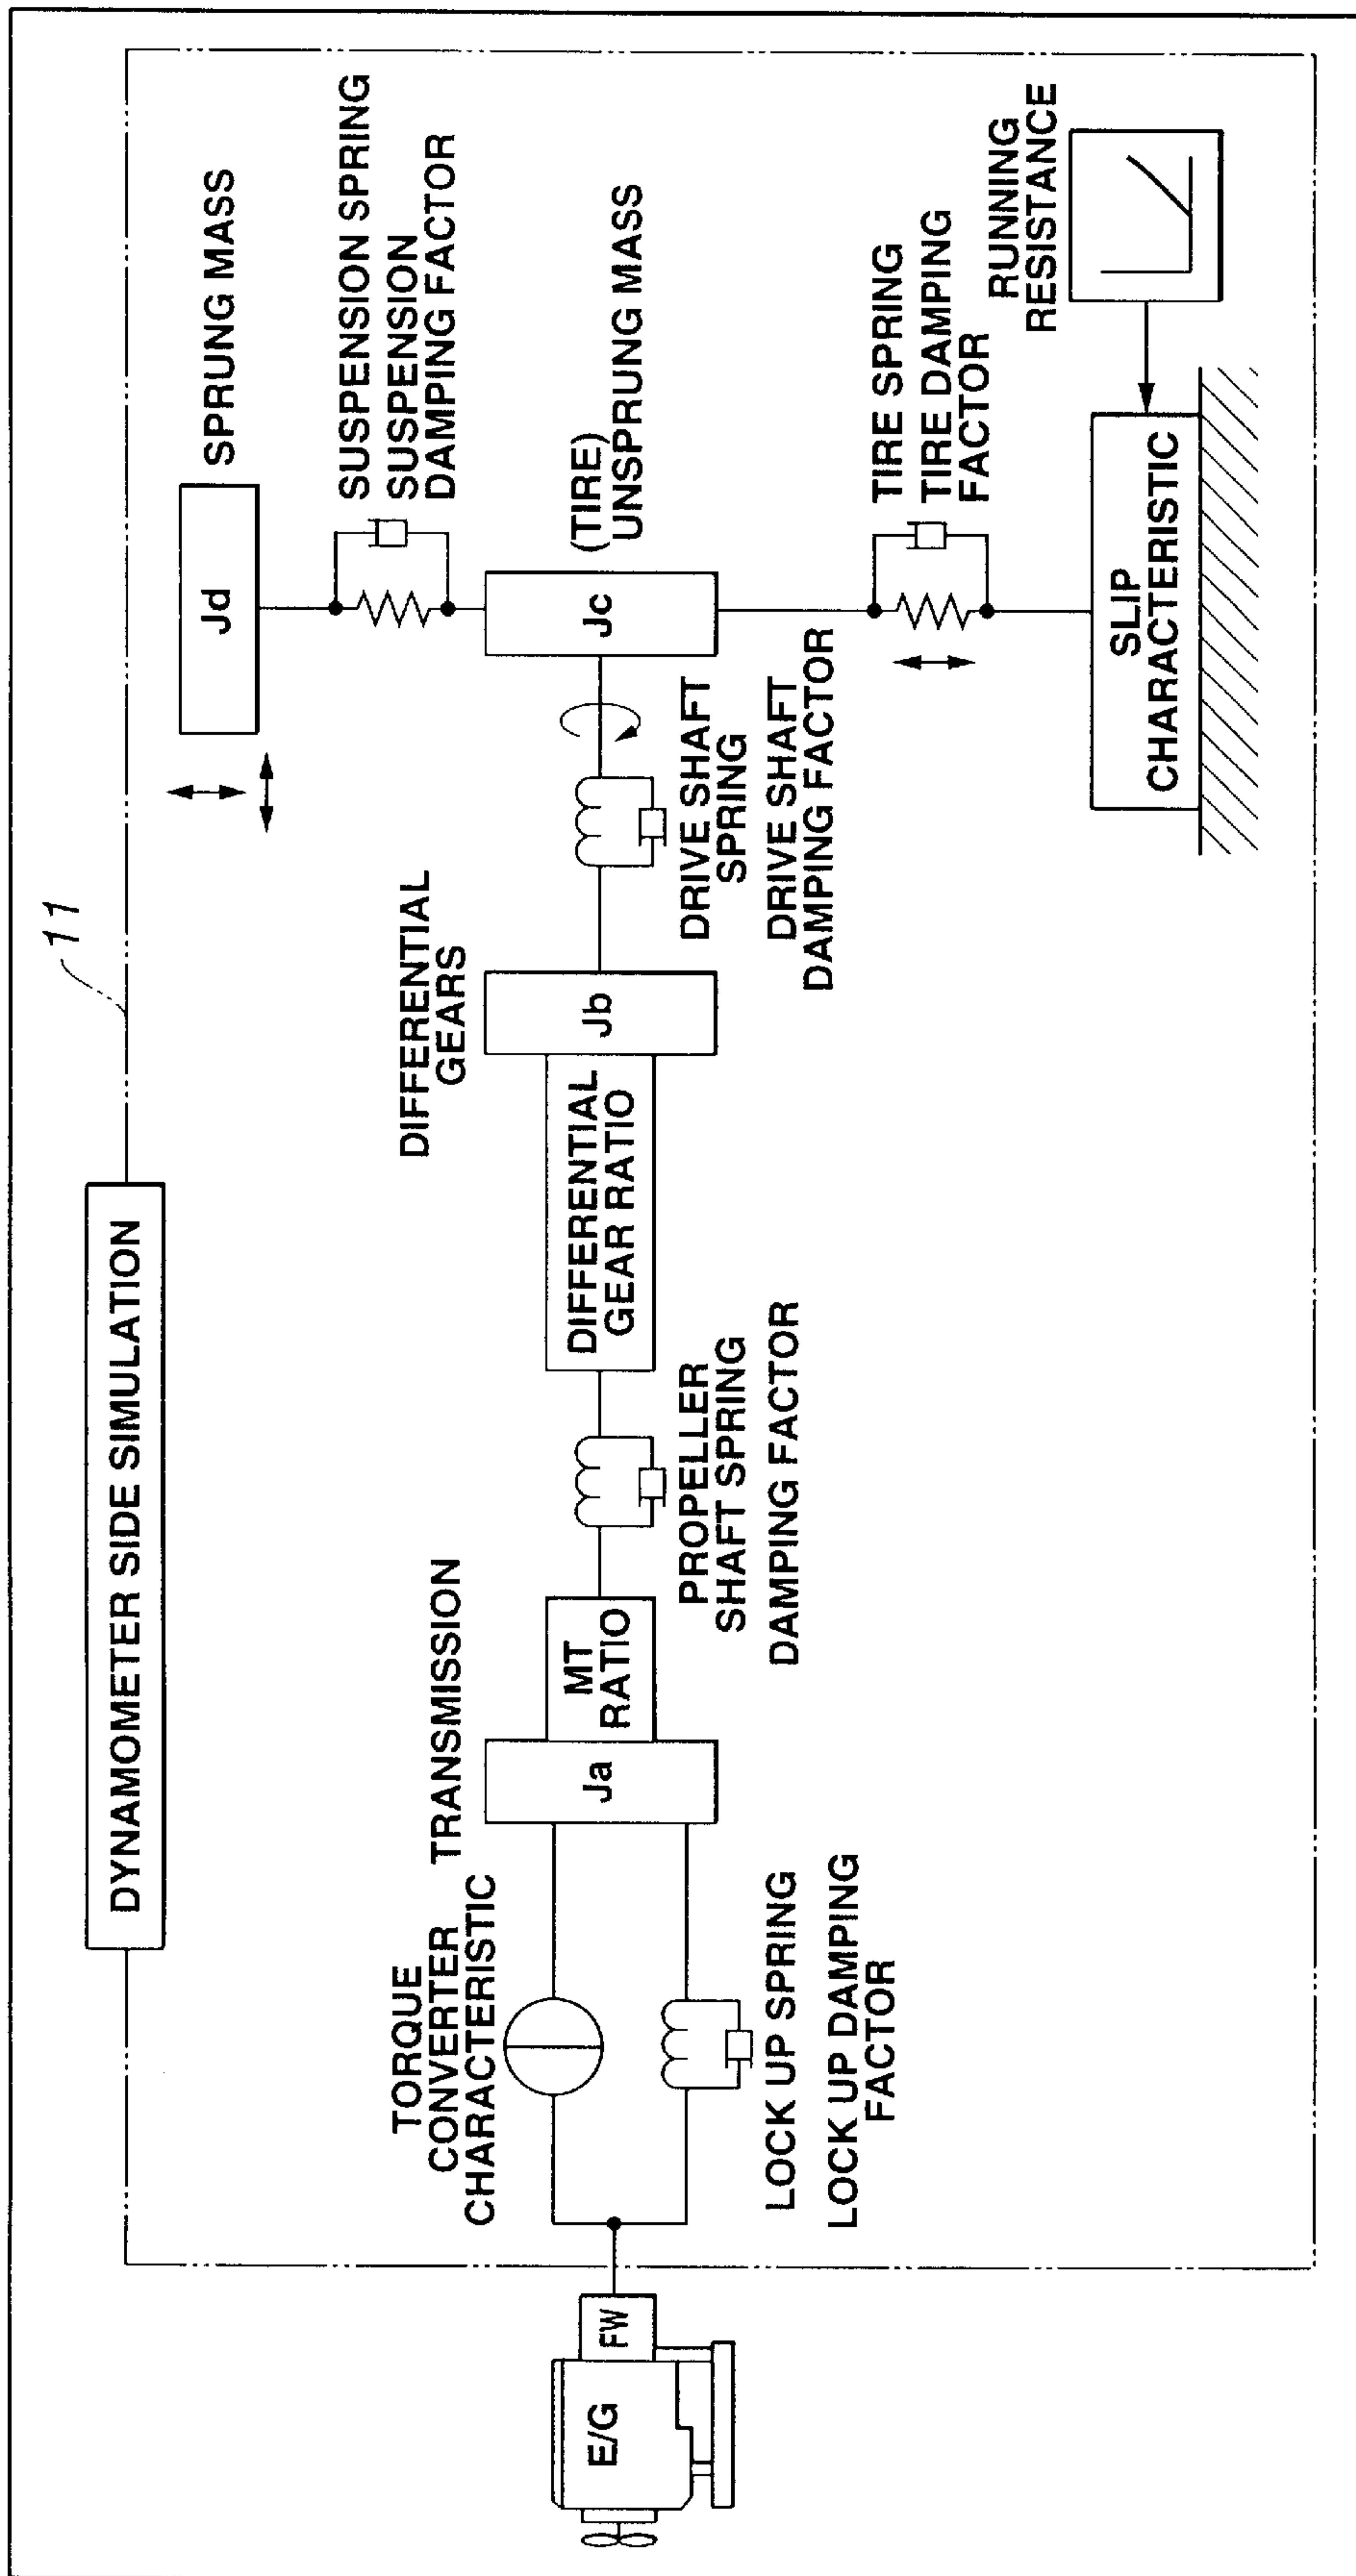 DYNAMOMETER SIDE SIMULATION
11
E/G
FW
TORQUE
CONVERTER
CHARACTERISTIC
LOCK UP SPRING
LOCK UP DAMPING
FACTOR
TRANSMISSION
Ja
MT
RATIO
PROPELLER
SHAFT SPRING
DAMPING FACTOR
DIFFERENTIAL
GEAR RATIO
DIFFERENTIAL
GEARS
Jb
DRIVE SHAFT
SPRING
DRIVE SHAFT
DAMPING FACTOR
Jd
SPRUNG MASS
SUSPENSION SPRING
SUSPENSION
DAMPING FACTOR
Jc
(TIRE)
UNSPRUNG MASS
TIRE SPRING
TIRE DAMPING
FACTOR
RUNNING
RESISTANCE
SLIP
CHARACTERISTIC